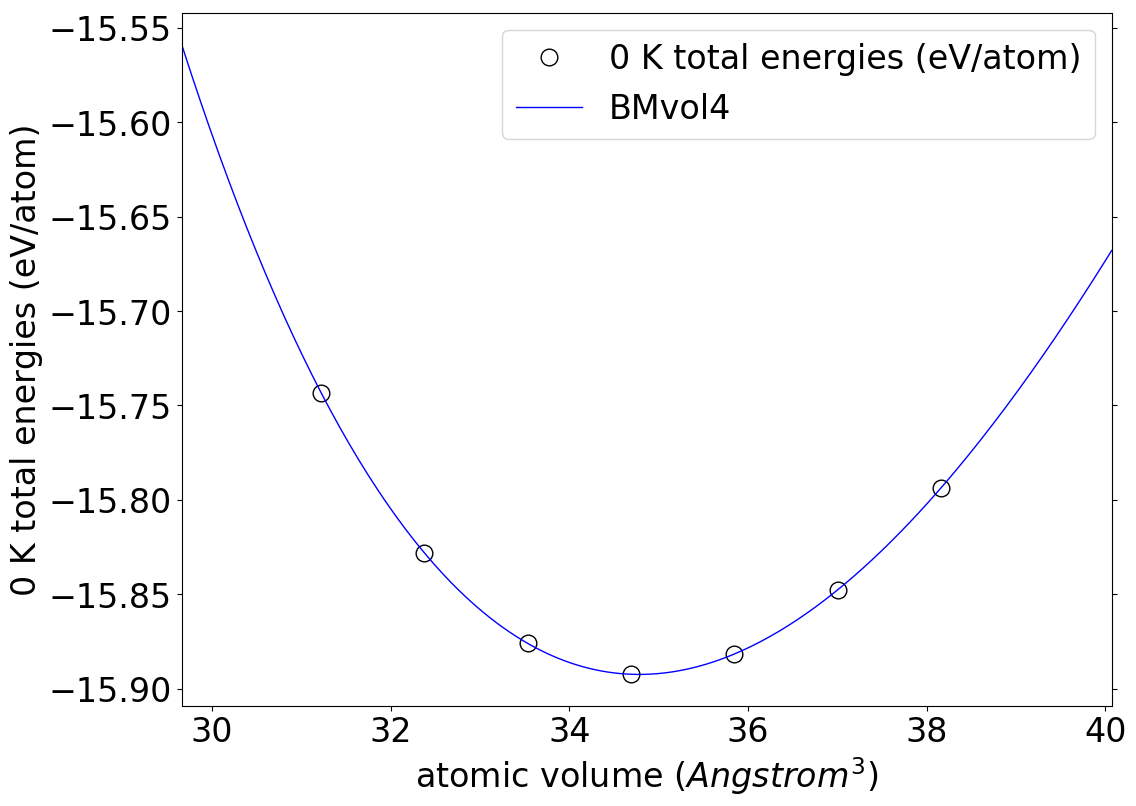 0 K total energies (eV/atom)
BMvol4
0 K total energies (eV/atom)
−15.55
−15.60
−15.65
−15.70
−15.75
−15.80
−15.85
−15.90
30 32 34 36 38 40
atomic volume (Angstrom³)